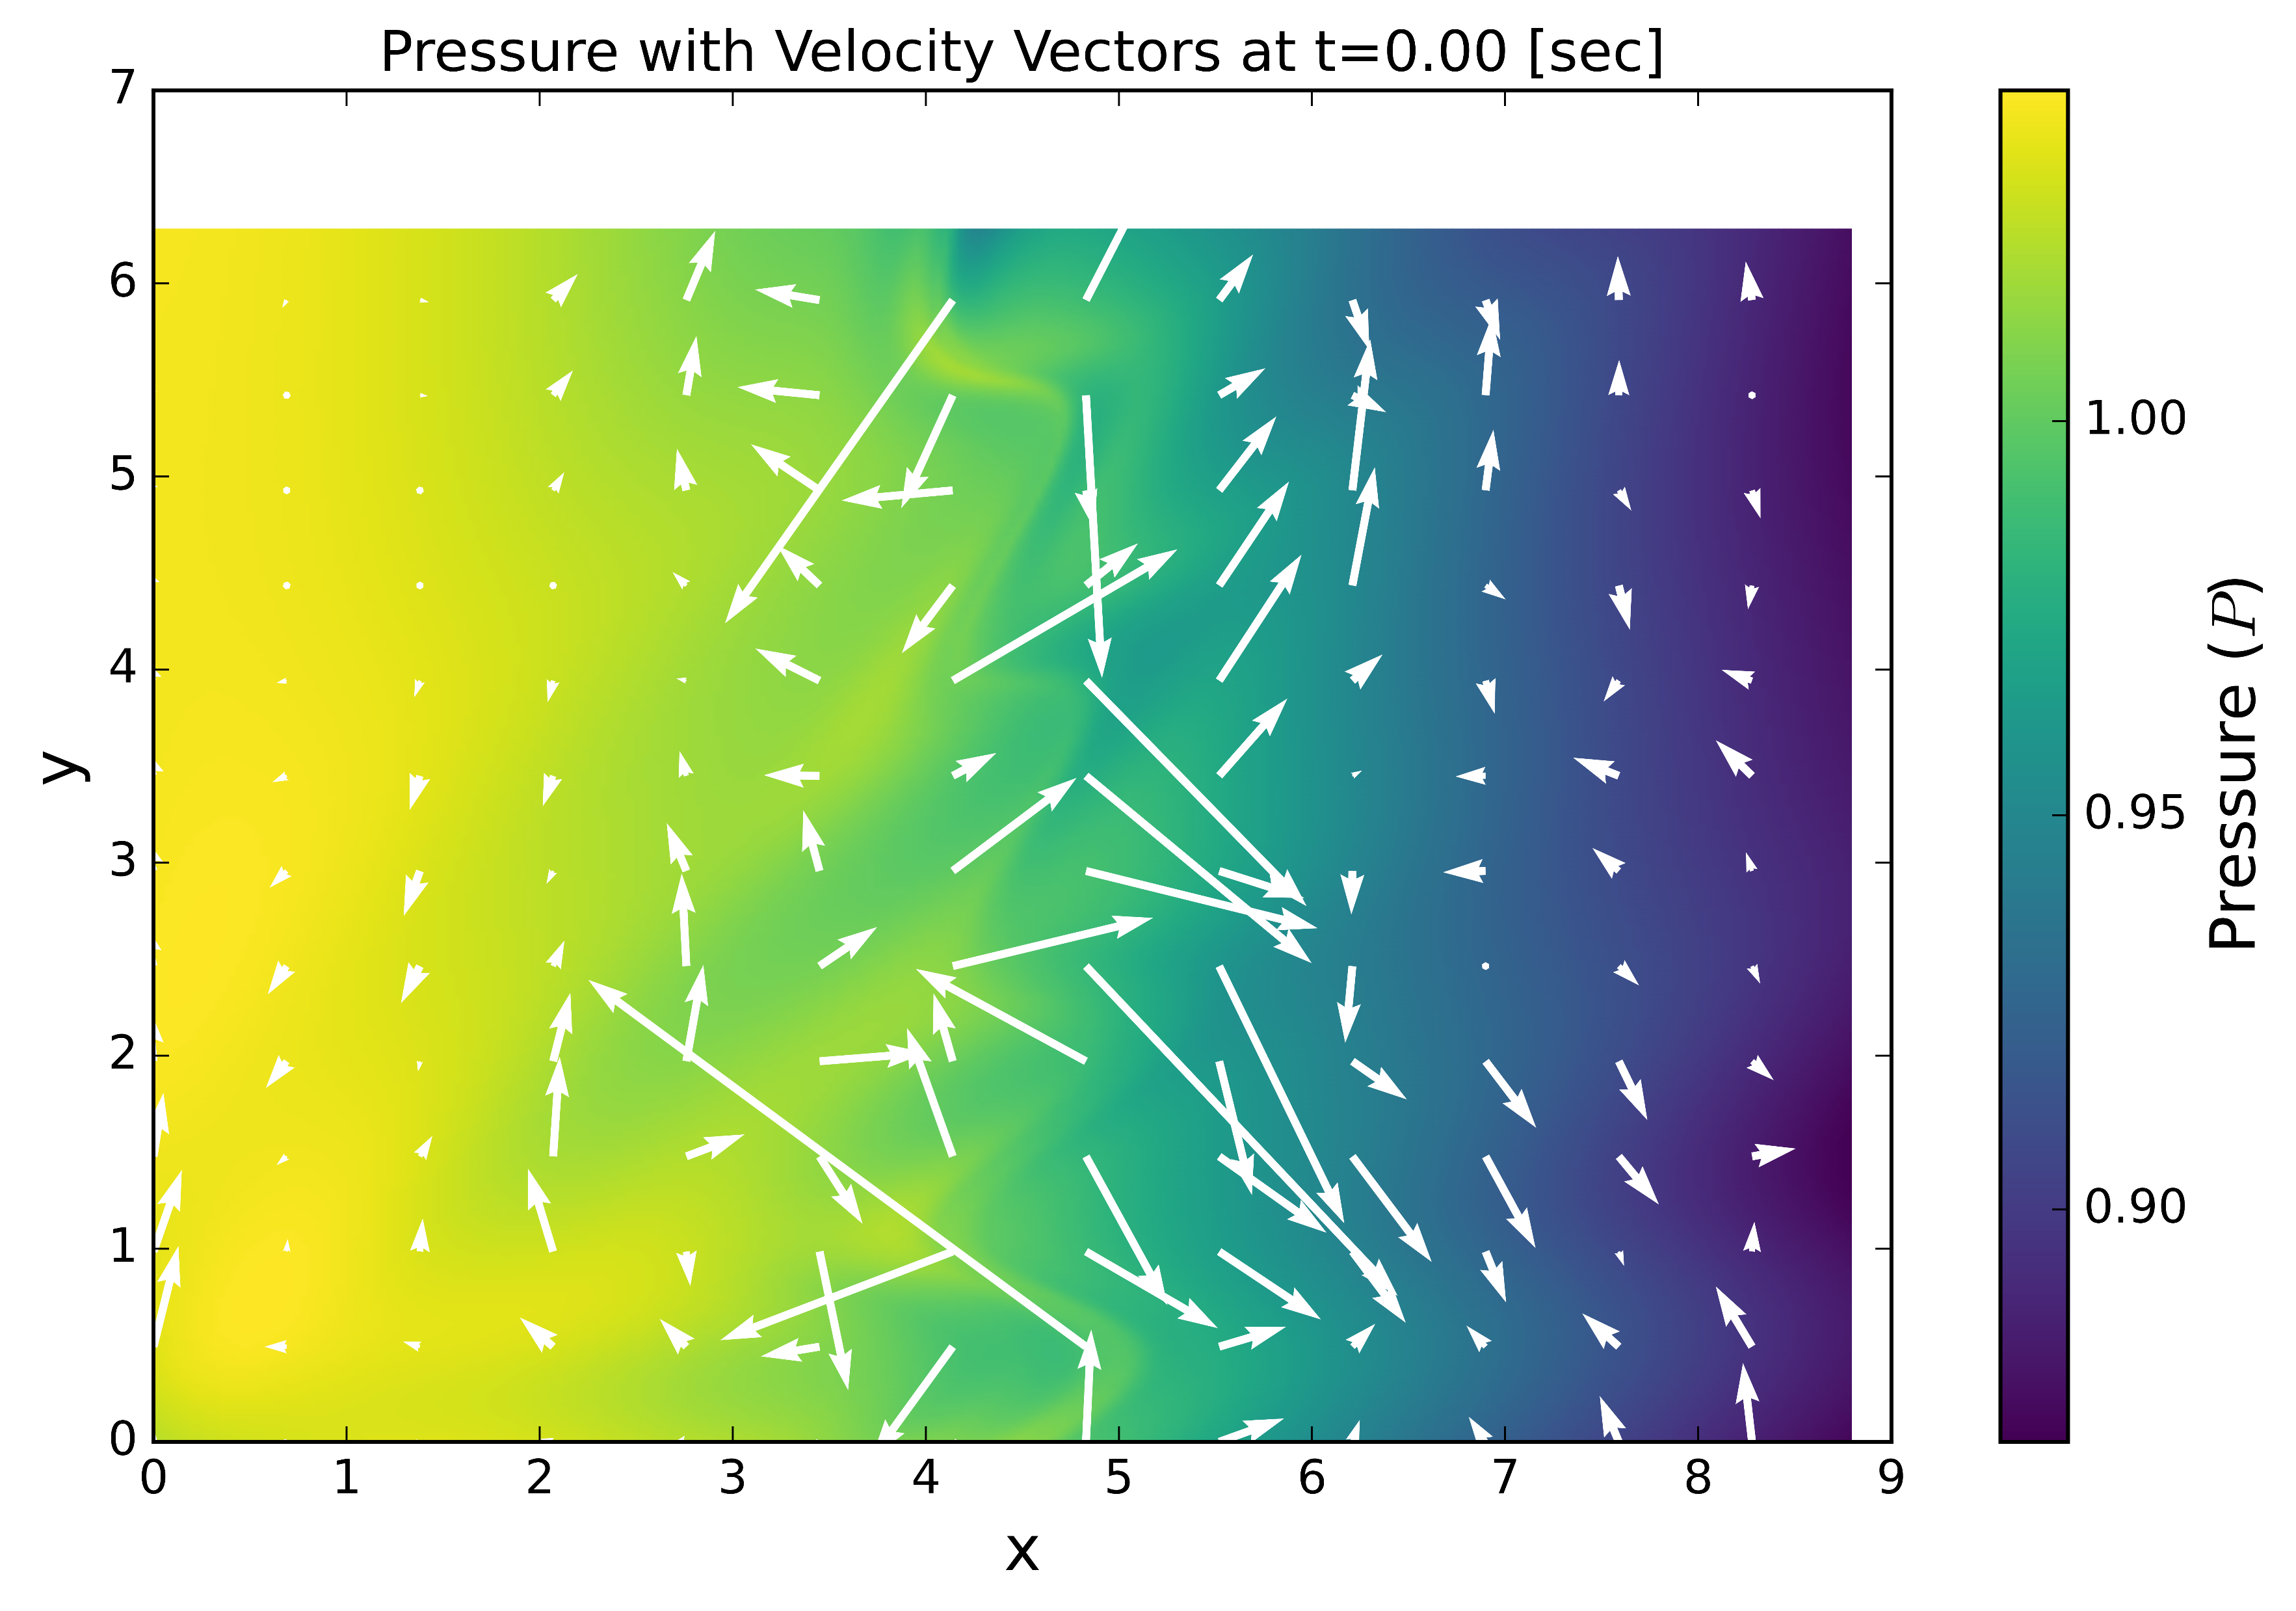 Pressure with Velocity Vectors at t=0.00 [sec]
7
6
5
4
3
2
1
0
y
0 1 2 3 4 5 6 7 8 9
x
1.00
0.95
0.90
Pressure (P)